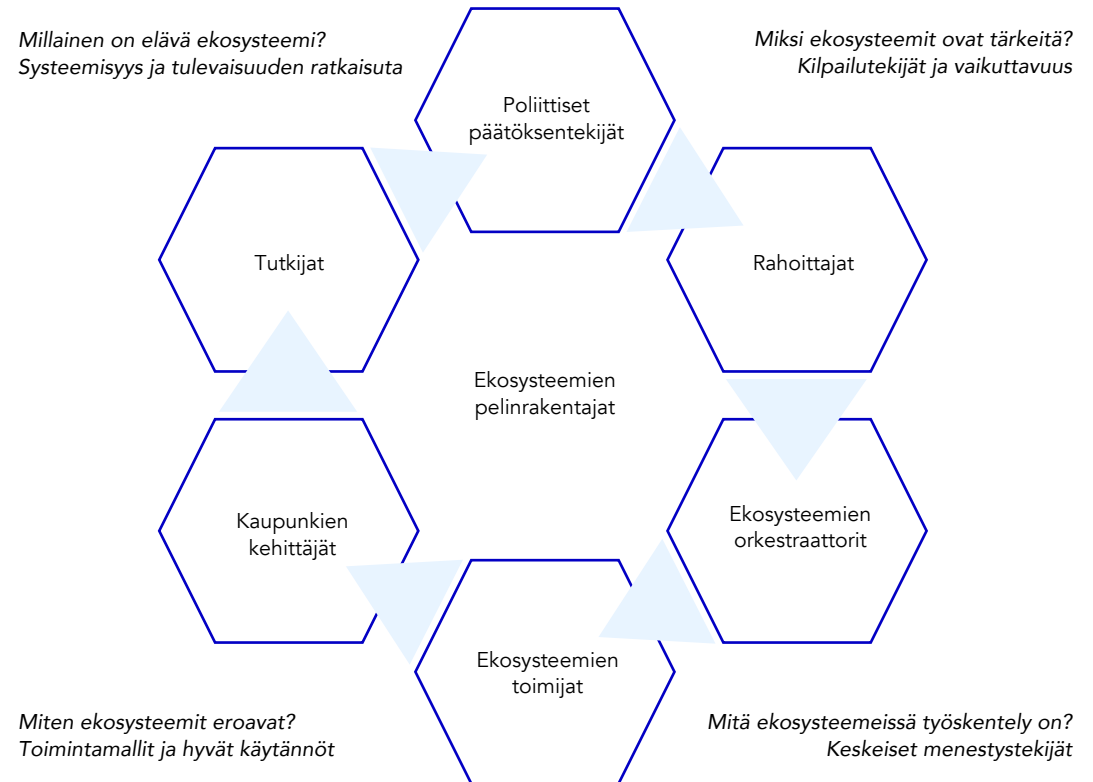 Millainen on elävä ekosysteemi?
Systeemisyys ja tulevaisuuden ratkaisuta
Miksi ekosysteemit ovat tärkeitä?
Kilpailutekijät ja vaikuttavuus
Poliittiset
päätöksentekijät
Tutkijat
Rahoittajat
Ekosysteemien
pelinrakentajat
Kaupunkien
kehittäjät
Ekosysteemien
orkestraattorit
Ekosysteemien
toimijat
Miten ekosysteemit eroavat?
Toimintamallit ja hyvät käytännöt
Mitä ekosysteemeissä työskentely on?
Keskeiset menestystekijät